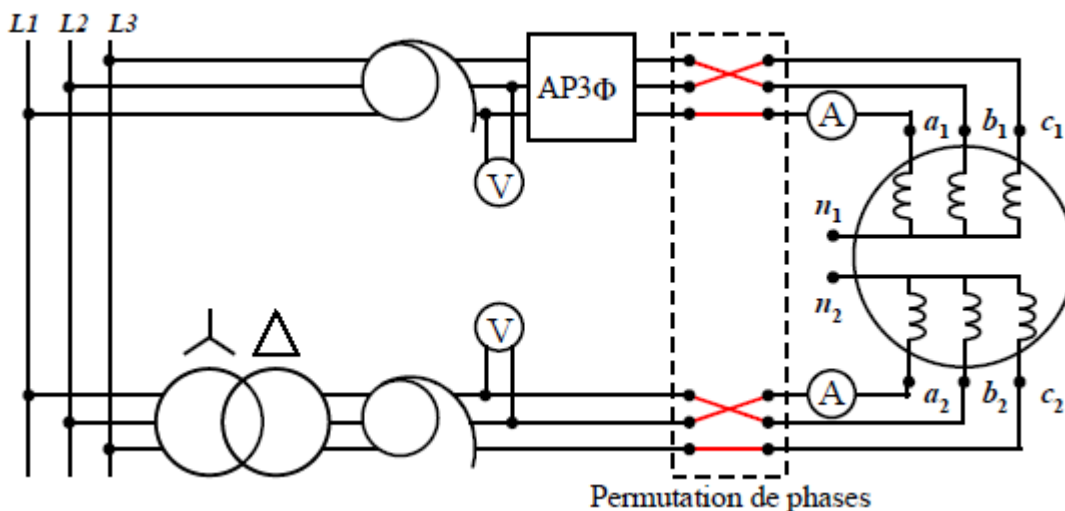 L1 L2 L3
AP3Φ
A
a₁ b₁ c₁
V
n₁
n₂
V
A
a₂ b₂ c₂
Permutation de phases